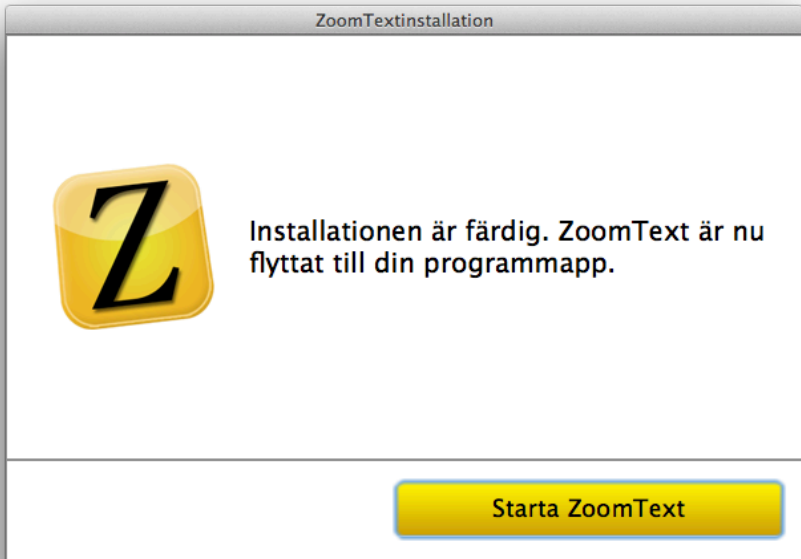 ZoomTextinstallation
Z
Installationen är färdig. ZoomText är nu
flyttat till din programmapp.
Starta ZoomText